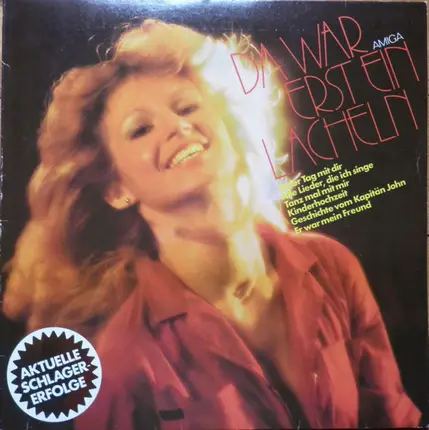 DA WAR
AMIGA
ERST EIN
LÄCHELN
Tag mit dir
Lieder, die ich singe
Tanz mal mit mir
Kinderhochzeit
Geschichte vom Kapitän John
Er war mein Freund
AKTUELLE
SCHLAGER-
ERFOLGE